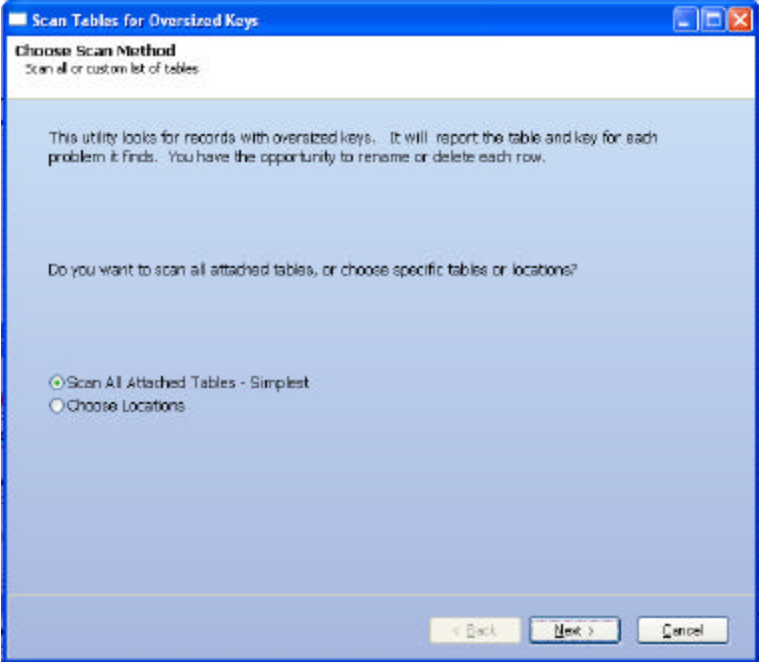 Scan Tables for Oversized Keys
Choose Scan Method
Scan all or custom list of tables
This utility looks for records with oversized keys. It will report the table and key for each
problem it finds. You have the opportunity to rename or delete each row.
Do you want to scan all attached tables, or choose specific tables or locations?
Scan All Attached Tables - Simplest
Choose Locations
< Back
Next >
Cancel